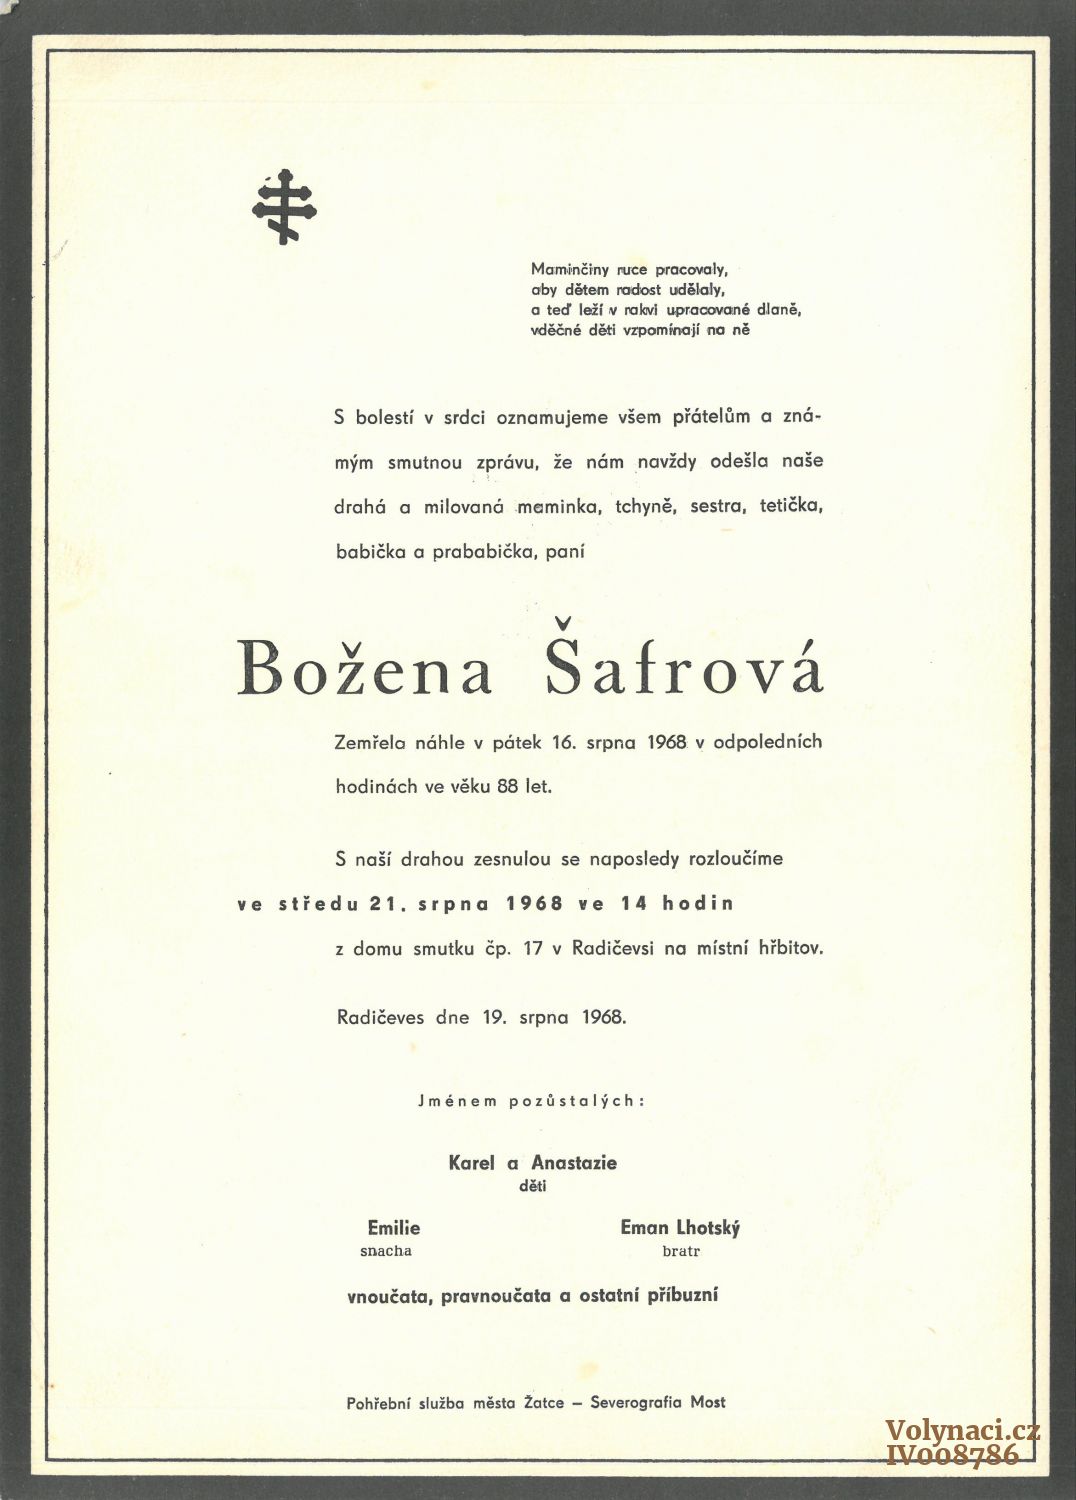 Maminčiny ruce pracovaly,
aby dětem radost udělaly,
a teď leží v rakvi upracované dlaně,
vděčné děti vzpomínají na ně
S bolestí v srdci oznamujeme všem přátelům a zná-
mým smutnou zprávu, že nám navždy odešla naše
drahá a milovaná maminka, tchyně, sestra, tetička,
babička a prababička, paní
Božena Šafrová
Zemřela náhle v pátek 16. srpna 1968 v odpoledních
hodinách ve věku 88 let.
S naší drahou zesnulou se naposledy rozloučíme
ve středu 21. srpna 1968 ve 14 hodin
z domu smutku čp. 17 v Radičevsi na místní hřbitov.
Radičeves dne 19. srpna 1968.
Jménem pozůstalých:
Karel a Anastazie
děti
Emilie Eman Lhotský
snacha bratr
vnoučata, pravnoučata a ostatní příbuzní
Pohřební služba města Žatce – Severografia Most
Volynaci.cz
IV008786